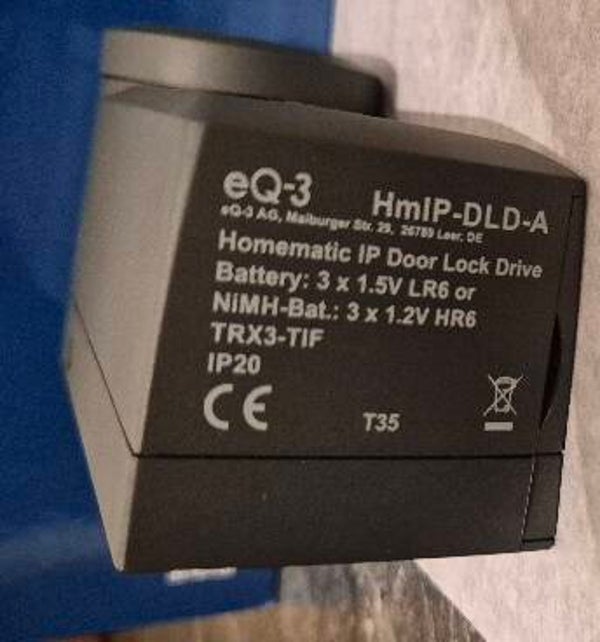 eQ-3 HmIP-DLD-A
eQ-3 AG, Maiburger Str. 29, 26789 Leer, DE
Homematic IP Door Lock Drive
Battery: 3 x 1.5V LR6 or
NiMH-Bat.: 3 x 1.2V HR6
TRX3-TIF
IP20
CE T35